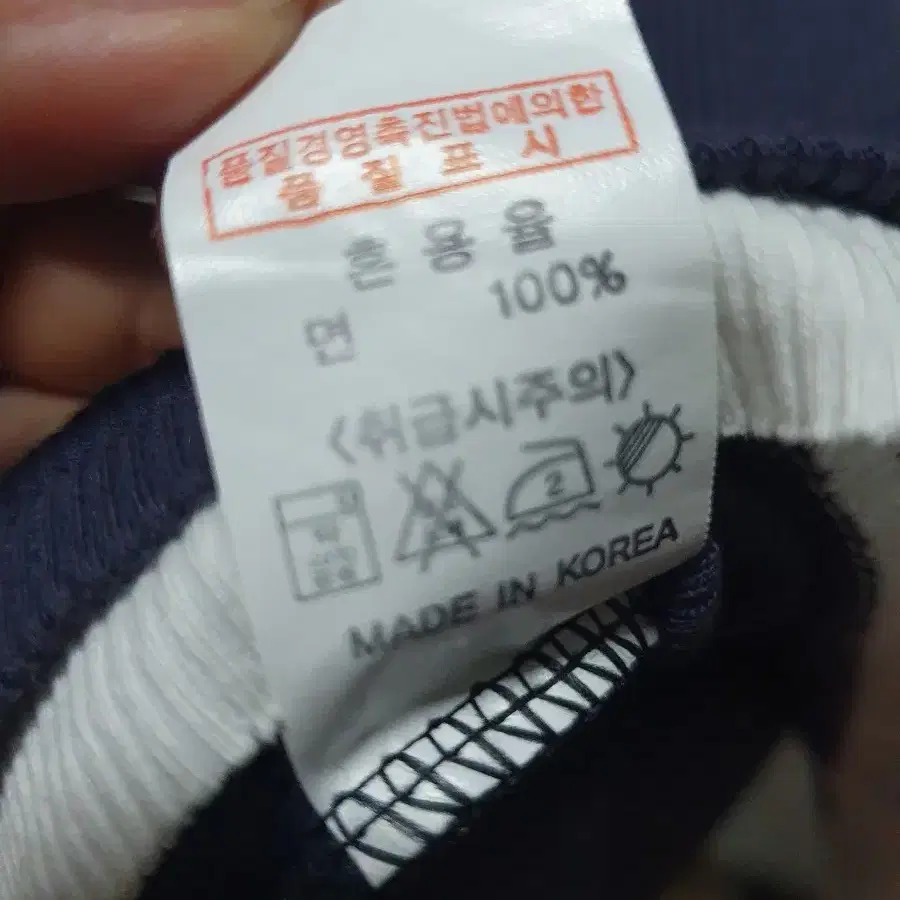 품질경영촉진법에의한
품 질 표 시
혼 용 율
면 100%
<취급시주의>
2
MADE IN KOREA